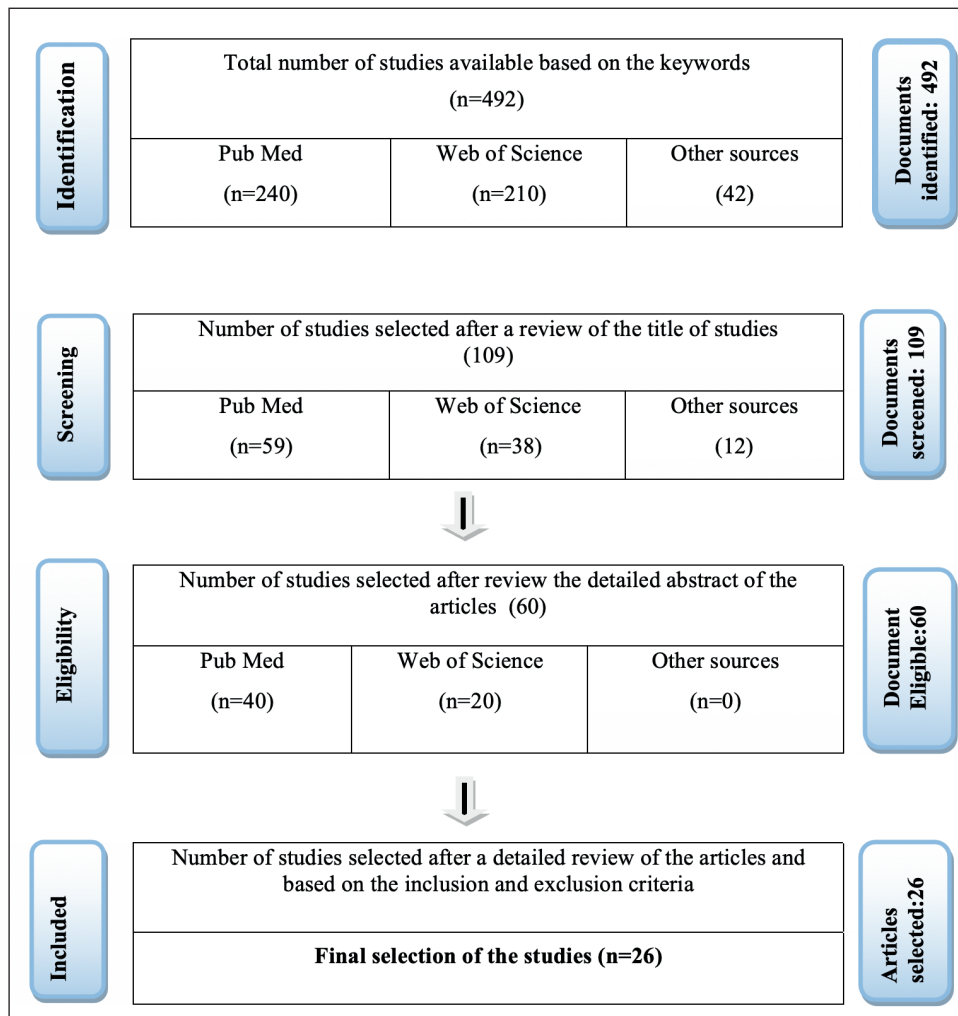 Identification
Total number of studies available based on the keywords
(n=492)
Pub Med
(n=240)
Web of Science
(n=210)
Other sources
(42)
Documents
identified: 492
Screening
Number of studies selected after a review of the title of studies
(109)
Pub Med
(n=59)
Web of Science
(n=38)
Other sources
(12)
Documents
screened: 109
Eligibility
Number of studies selected after review the detailed abstract of the
articles (60)
Pub Med
(n=40)
Web of Science
(n=20)
Other sources
(n=0)
Document
Eligible:60
Included
Number of studies selected after a detailed review of the articles and
based on the inclusion and exclusion criteria
Final selection of the studies (n=26)
Articles
selected:26